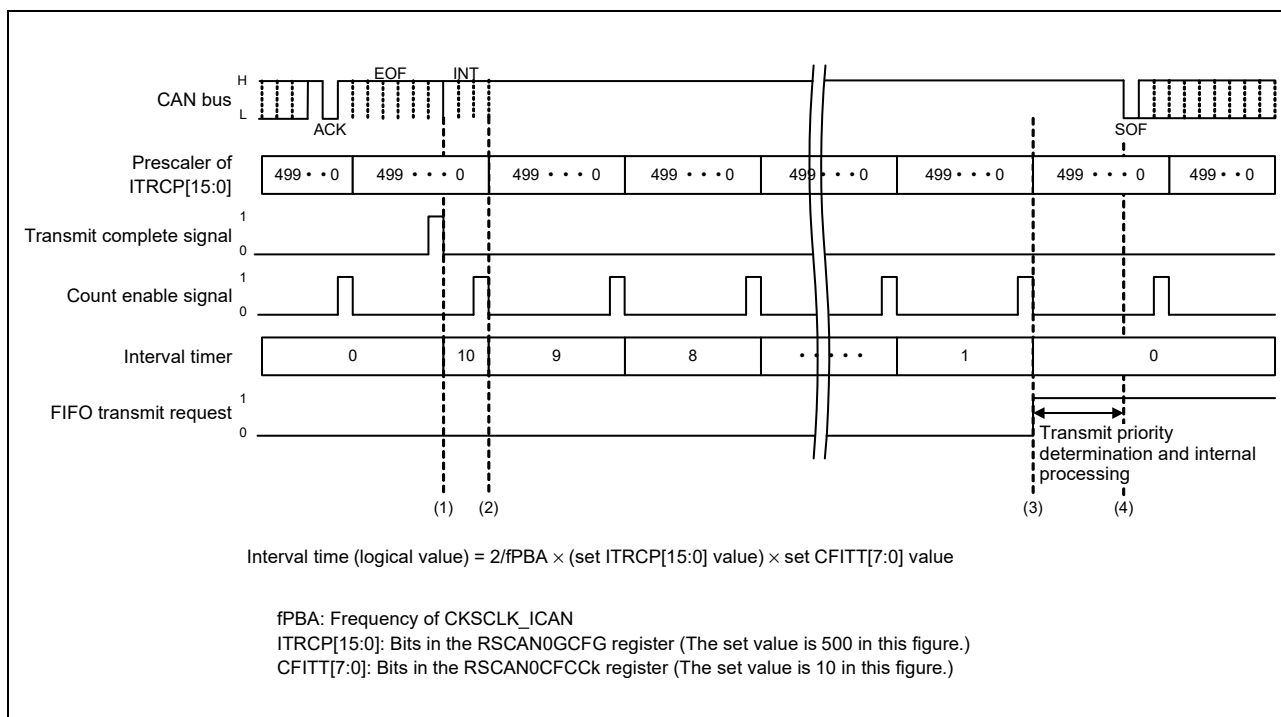 EOF INT
H
CAN bus
L
ACK
SOF
Prescaler of
ITRCP[15:0]
499・・0 499・・・0 499・・・0 499・・・0 499・・・0 499・・・0 499・・・0 499・・0
Transmit complete signal
1
0
Count enable signal
1
0
Interval timer
0 10 9 8 ・・・・・ 1 0
FIFO transmit request
1
0
Transmit priority
determination and internal
processing
(1) (2) (3) (4)
Interval time (logical value) = 2/fPBA × (set ITRCP[15:0] value) × set CFITT[7:0] value
fPBA: Frequency of CKSCLK_ICAN
ITRCP[15:0]: Bits in the RSCAN0GCFG register (The set value is 500 in this figure.)
CFITT[7:0]: Bits in the RSCAN0CFCCk register (The set value is 10 in this figure.)